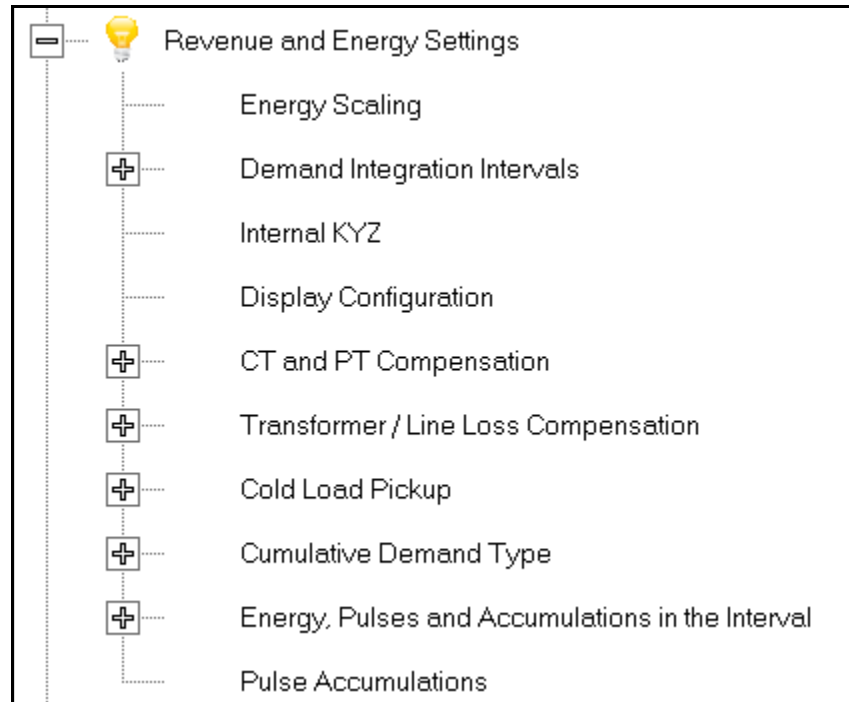 Revenue and Energy Settings
Energy Scaling
Demand Integration Intervals
Internal KYZ
Display Configuration
CT and PT Compensation
Transformer / Line Loss Compensation
Cold Load Pickup
Cumulative Demand Type
Energy, Pulses and Accumulations in the Interval
Pulse Accumulations